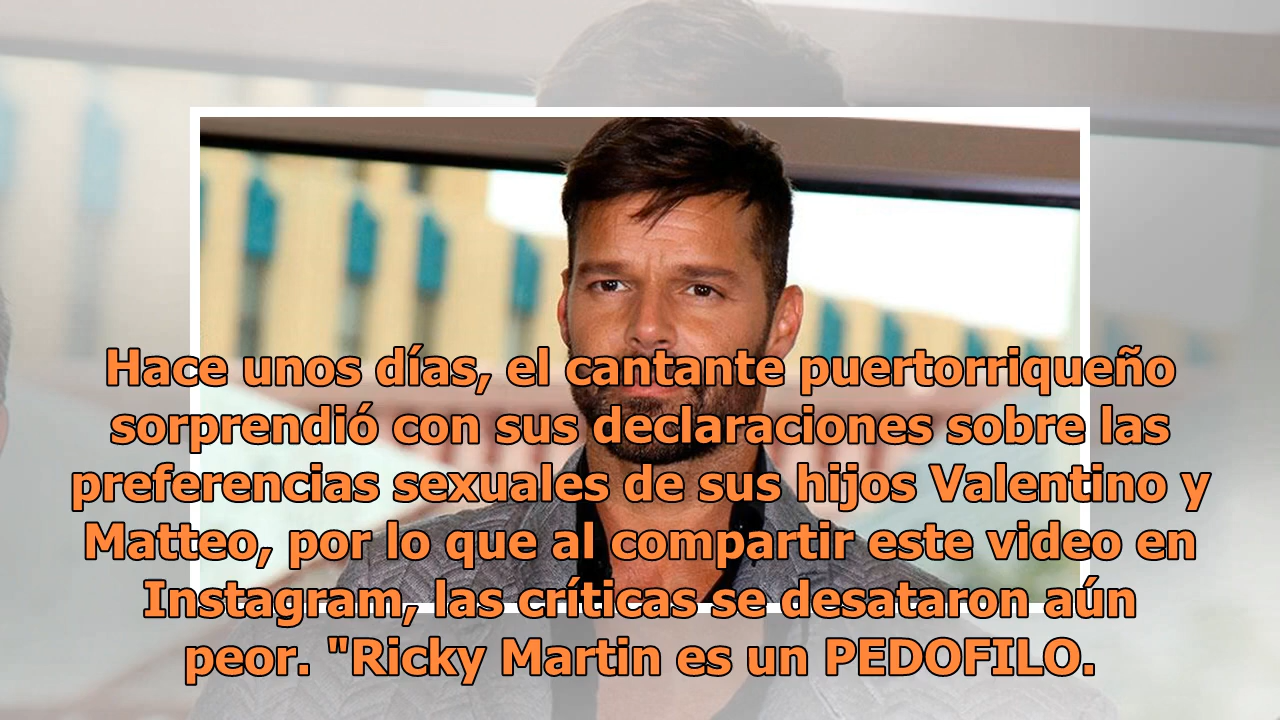 Hace unos días, el cantante puertorriqueño
sorprendió con sus declaraciones sobre las
preferencias sexuales de sus hijos Valentino y
Matteo, por lo que al compartir este video en
Instagram, las críticas se desataron aún
peor. "Ricky Martin es un PEDOFILO.